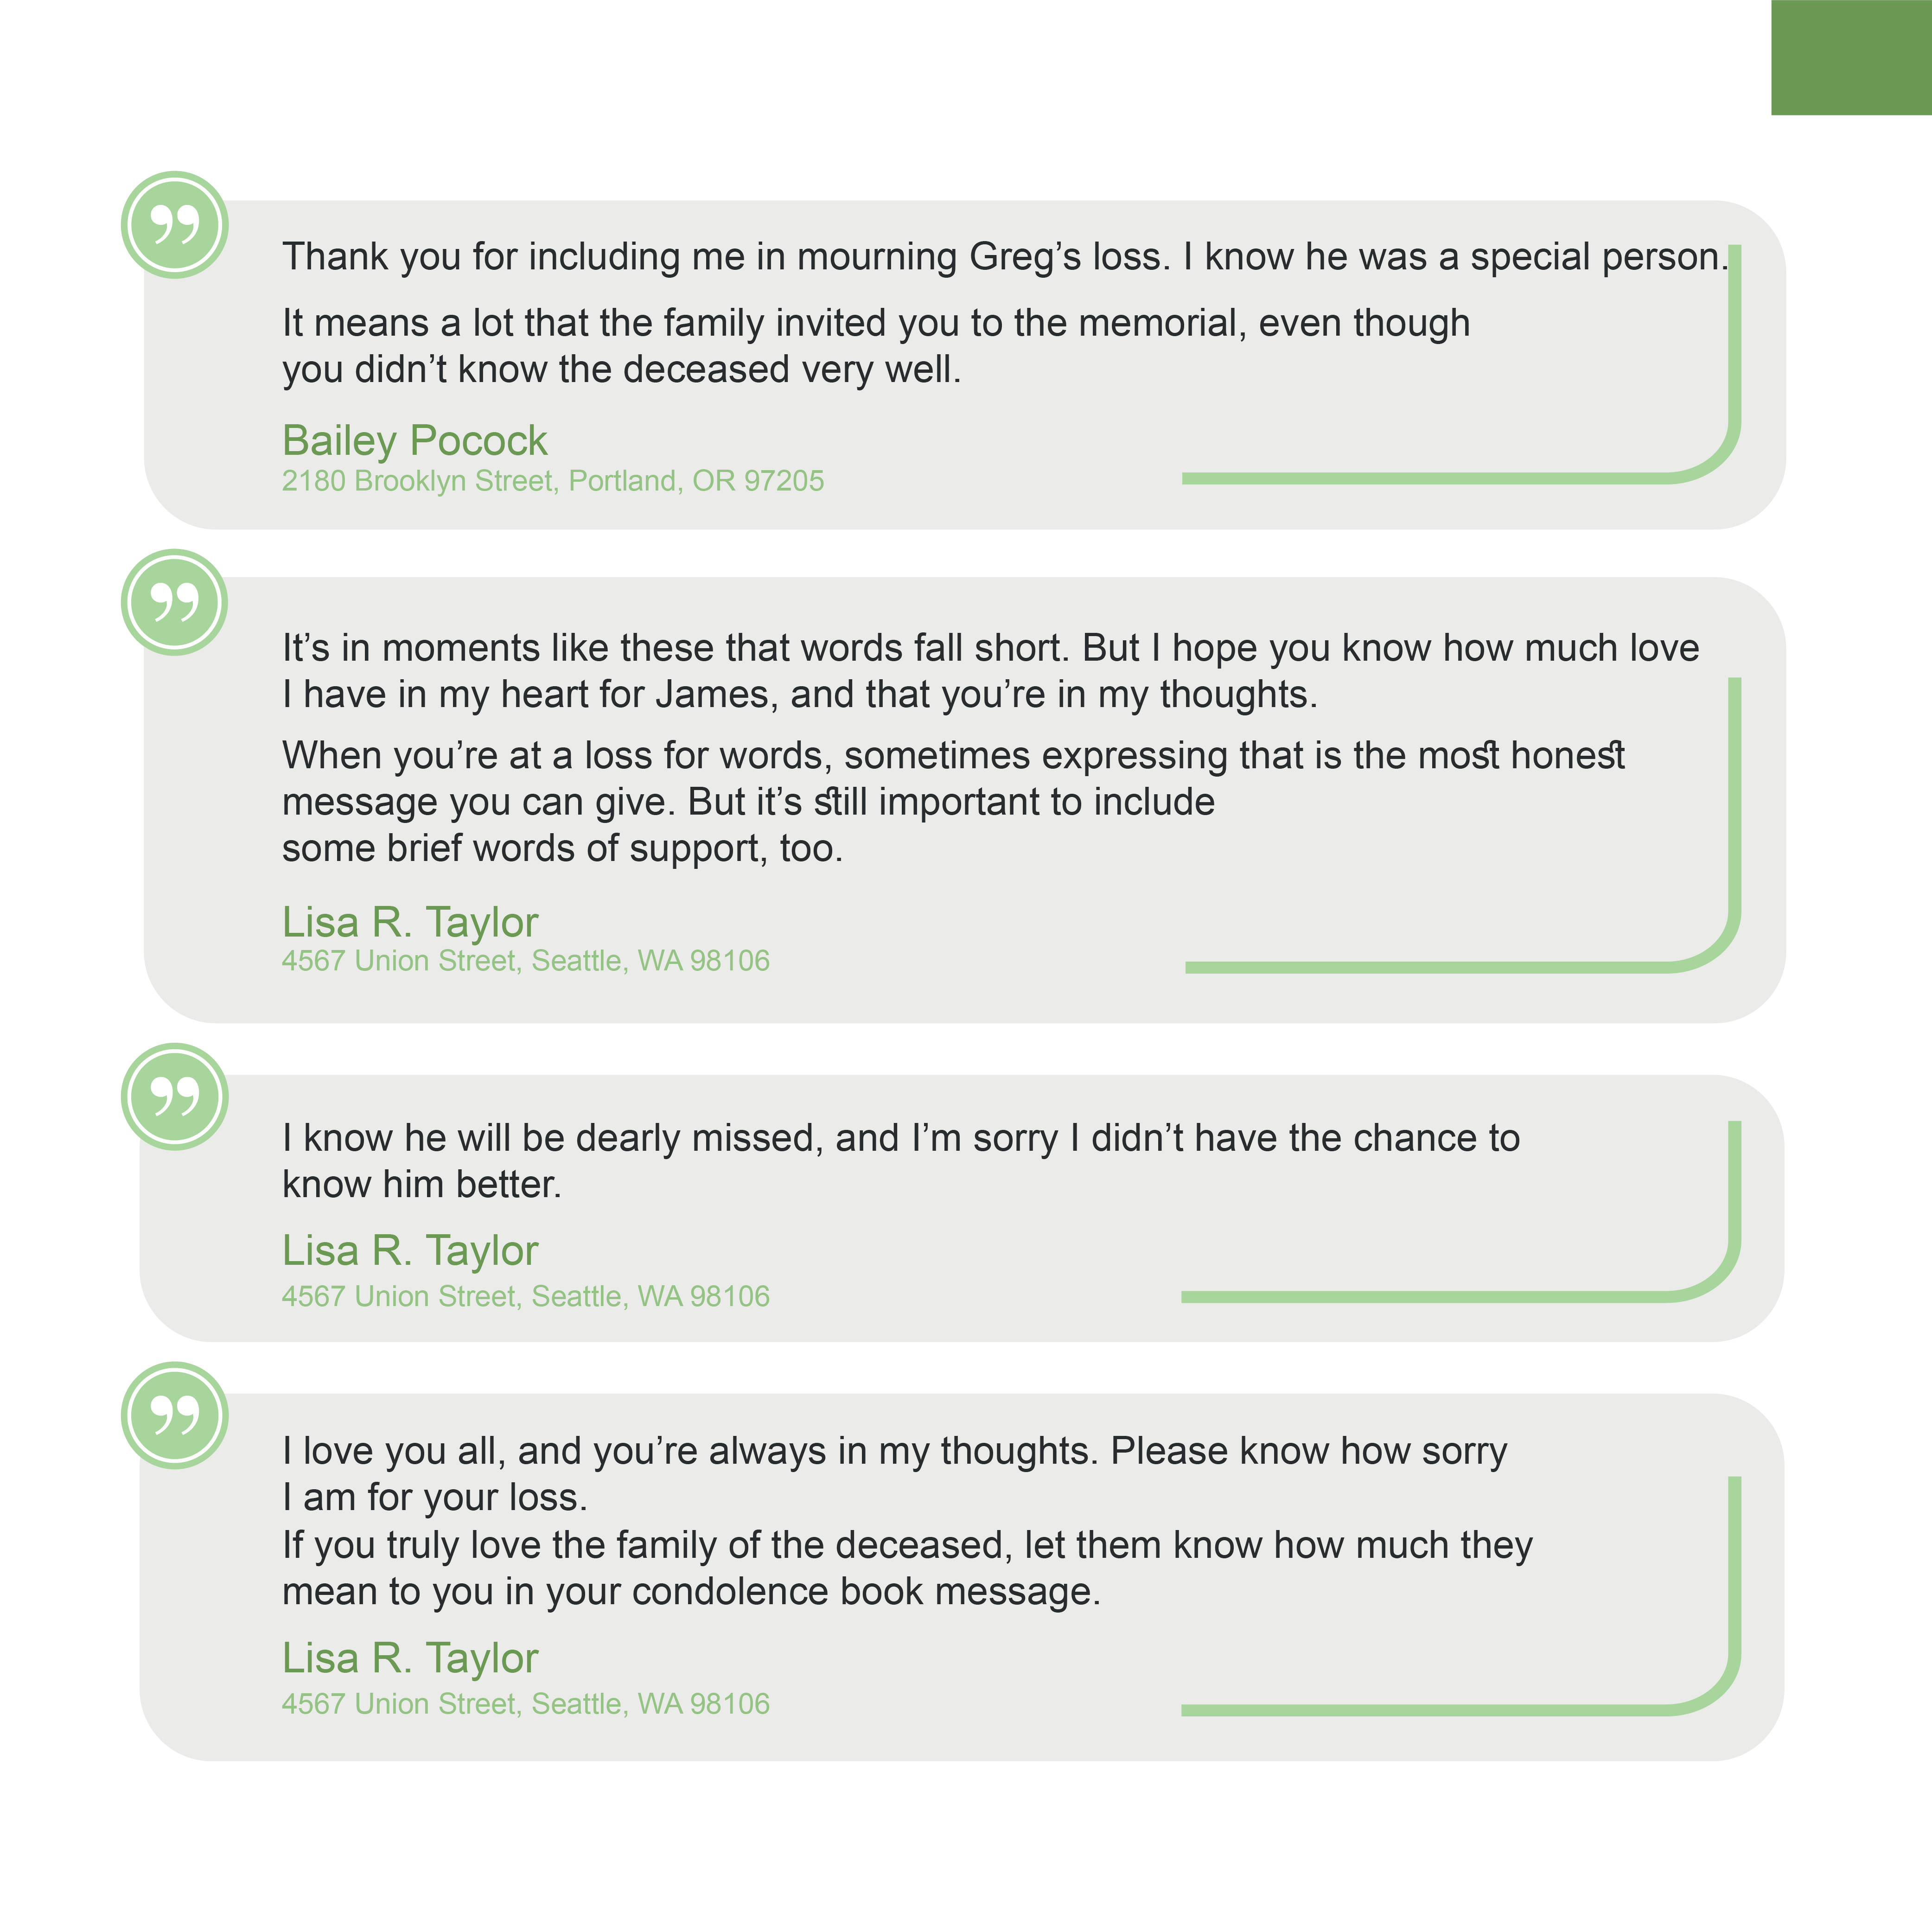 Thank you for including me in mourning Greg’s loss. I know he was a special person.
It means a lot that the family invited you to the memorial, even though
you didn’t know the deceased very well.
Bailey Pocock
2180 Brooklyn Street, Portland, OR 97205
It’s in moments like these that words fall short. But I hope you know how much love
I have in my heart for James, and that you’re in my thoughts.
When you’re at a loss for words, sometimes expressing that is the most honest
message you can give. But it’s still important to include
some brief words of support, too.
Lisa R. Taylor
4567 Union Street, Seattle, WA 98106
I know he will be dearly missed, and I’m sorry I didn’t have the chance to
know him better.
Lisa R. Taylor
4567 Union Street, Seattle, WA 98106
I love you all, and you’re always in my thoughts. Please know how sorry
I am for your loss.
If you truly love the family of the deceased, let them know how much they
mean to you in your condolence book message.
Lisa R. Taylor
4567 Union Street, Seattle, WA 98106